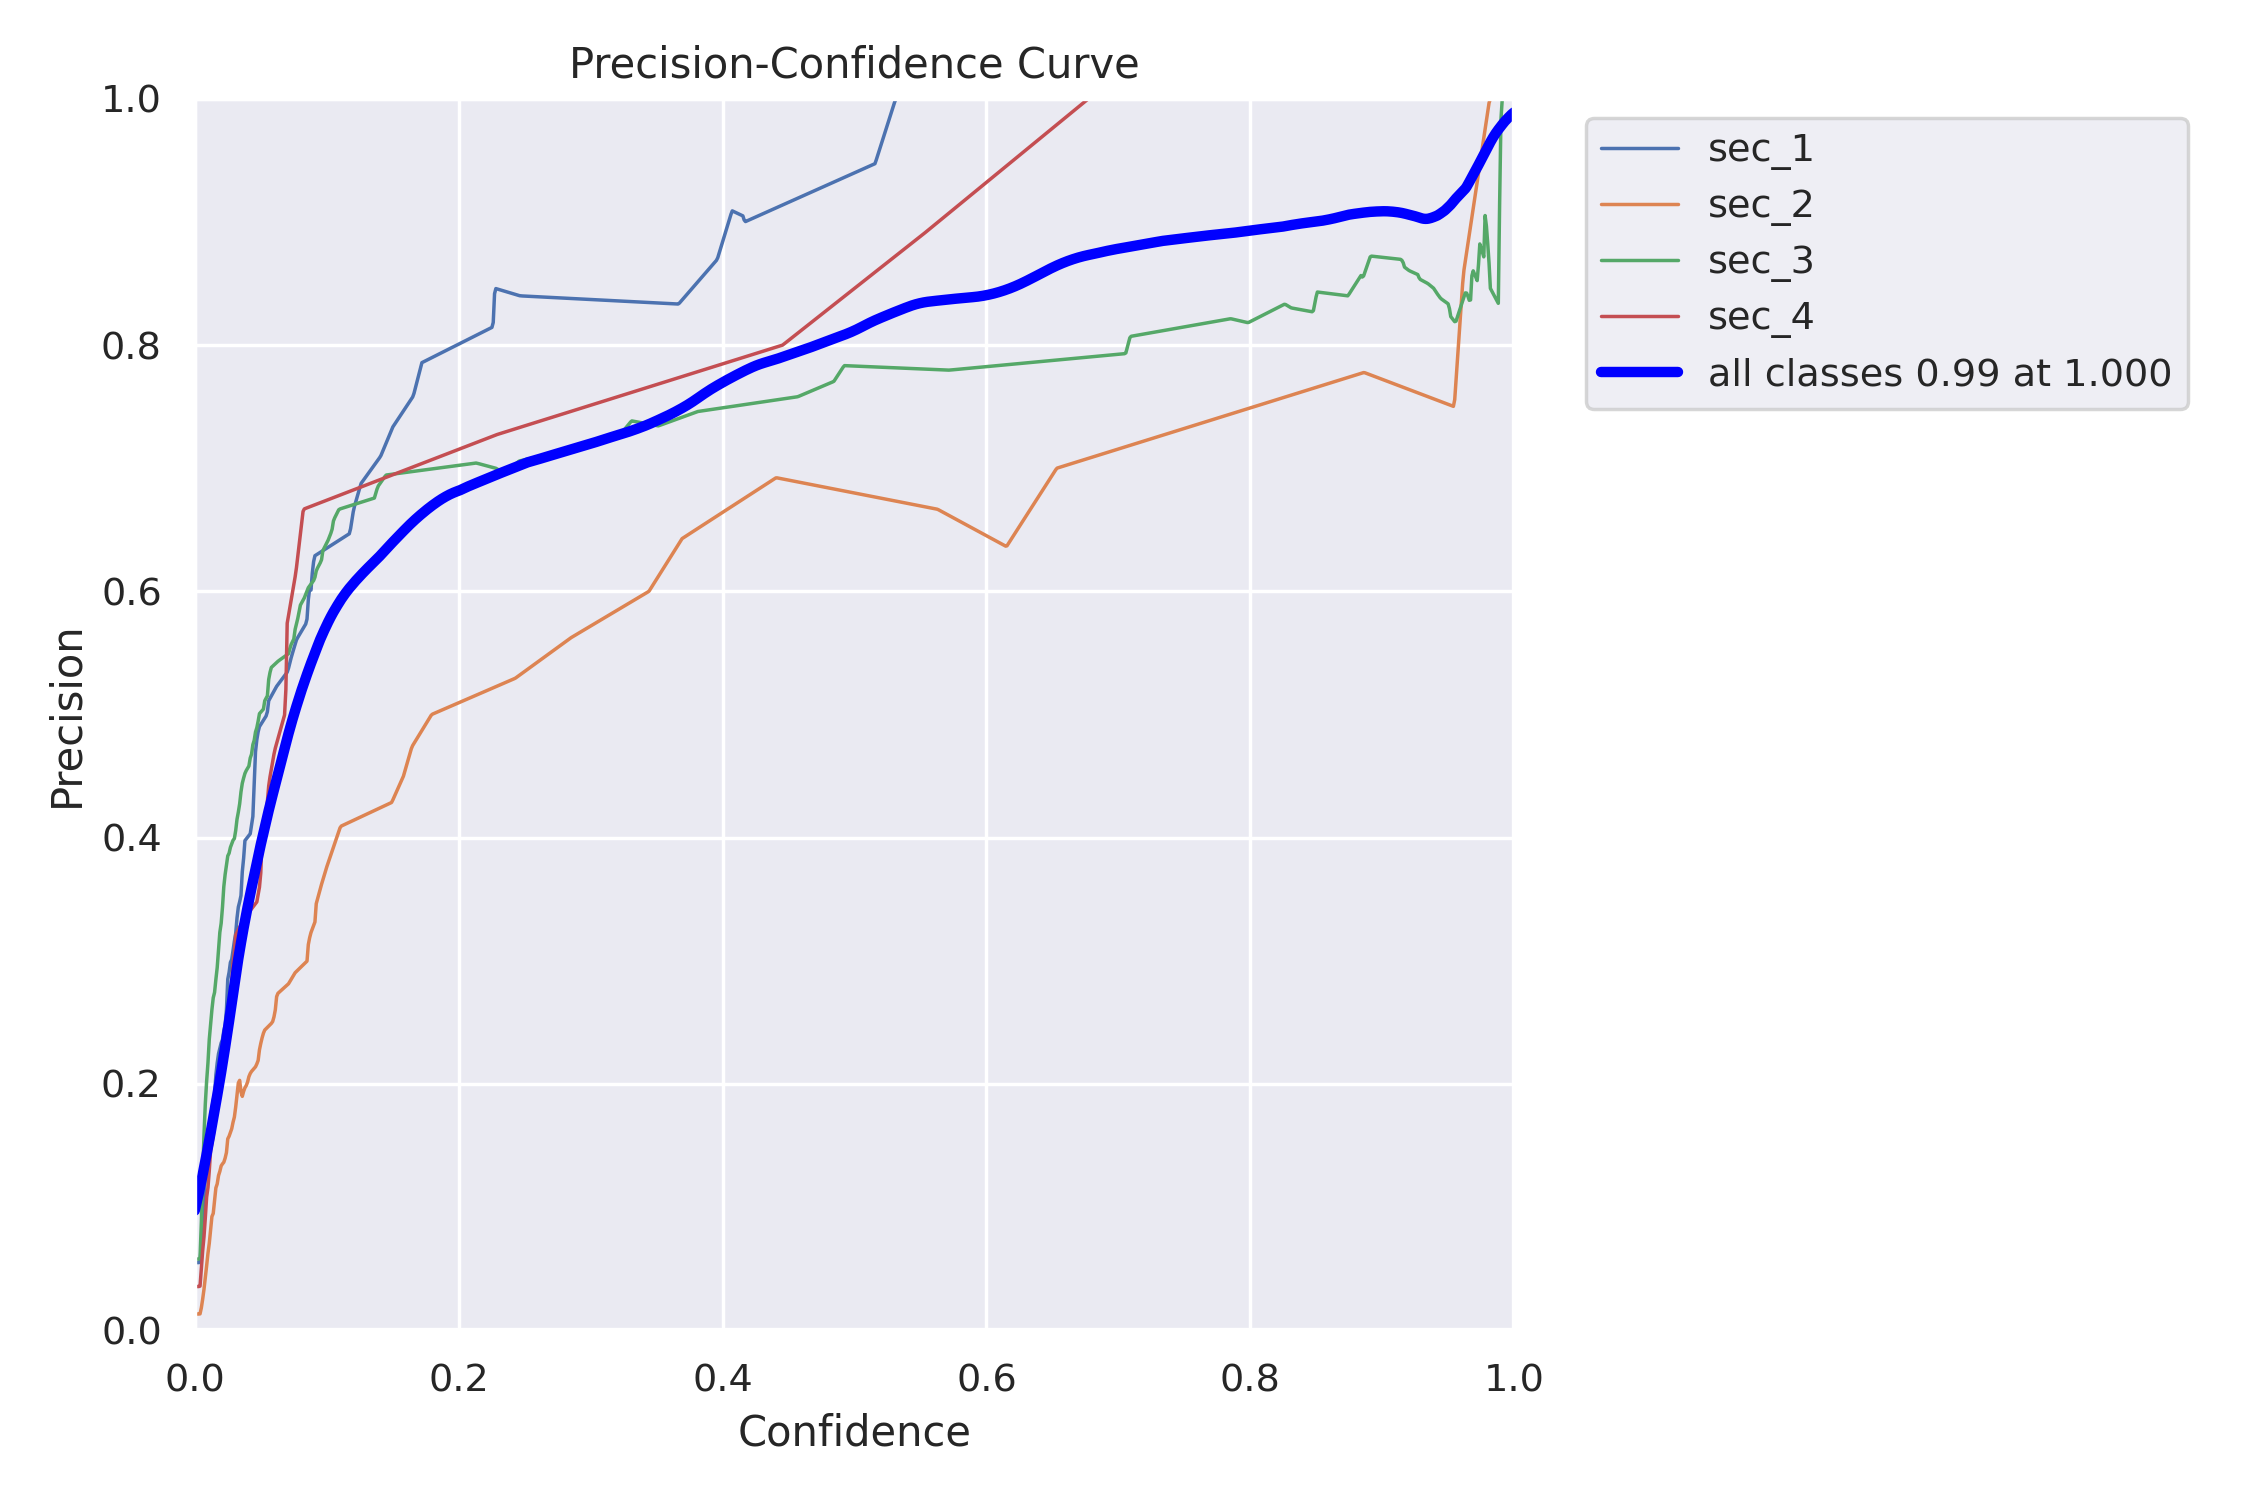 Precision-Confidence Curve
1.0
0.8
0.6
0.4
0.2
0.0
Precision
0.0 0.2 0.4 0.6 0.8 1.0
Confidence
sec_1
sec_2
sec_3
sec_4
all classes 0.99 at 1.000